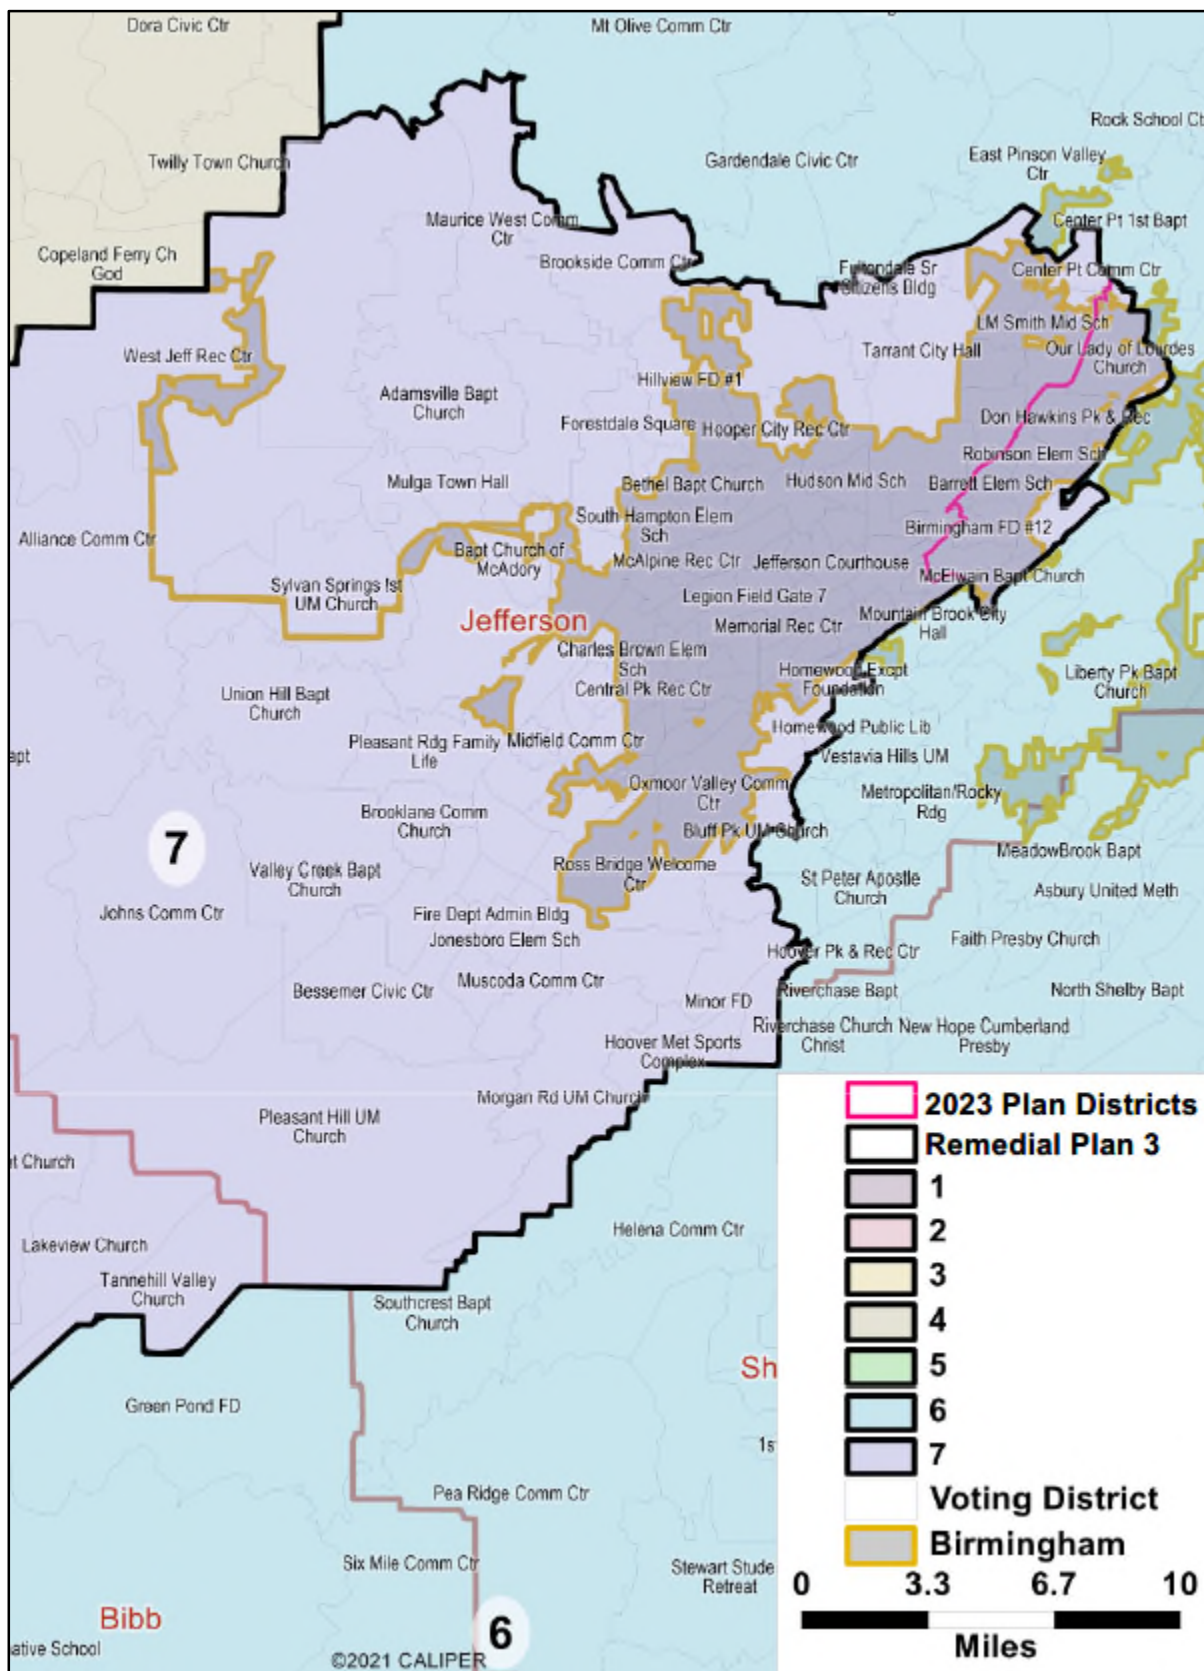 Dora Civic Ctr
Mt Olive Comm Ctr
Rock School Ct
Twilly Town Church
Gardendale Civic Ctr
East Pinson Valley
Ctr
Maurice West Comm
Ctr
Center Pt 1st Bapt
Copeland Ferry Ch
God
Brookside Comm Ctr
Fultondale Sr
Citizens Bldg
Center Pt Comm Ctr
LM Smith Mid Sch
West Jeff Rec Ctr
Tarrant City Hall
Our Lady of Lourdes
Church
Adamsville Bapt
Church
Hillview FD #1
Forestdale Square
Hooper City Rec Ctr
Don Hawkins Pk & Rec
Robinson Elem Sch
Mulga Town Hall
Bethel Bapt Church
Hudson Mid Sch
Barrett Elem Sch
South Hampton Elem
Sch
Birmingham FD #12
Alliance Comm Ctr
Bapt Church of
McAdory
McAlpine Rec Ctr
Jefferson Courthouse
McElwain Bapt Church
Sylvan Springs Ist
UM Church
Legion Field Gate 7
Jefferson
Memorial Rec Ctr
Mountain Brook City
Hall
Charles Brown Elem
Sch
Homewood Excpt
Foundation
Liberty Pk Bapt
Church
Union Hill Bapt
Church
Central Pk Rec Ctr
Homewood Public Lib
apt
Pleasant Rdg Family
Life
Midfield Comm Ctr
Vestavia Hills UM
Oxmoor Valley Comm
Ctr
Metropolitan/Rocky
Rdg
Brooklane Comm
Church
Bluff Pk UM Church
7
MeadowBrook Bapt
Valley Creek Bapt
Church
Ross Bridge Welcome
Ctr
St Peter Apostle
Church
Asbury United Meth
Johns Comm Ctr
Fire Dept Admin Bldg
Jonesboro Elem Sch
Hoover Pk & Rec Ctr
Faith Presby Church
Bessemer Civic Ctr
Muscoda Comm Ctr
Minor FD
Riverchase Bapt
North Shelby Bapt
Riverchase Church
Christ
New Hope Cumberland
Presby
Hoover Met Sports
Complex
Morgan Rd UM Church
Pleasant Hill UM
Church
nt Church
Lakeview Church
Helena Comm Ctr
Tannehill Valley
Church
Southcrest Bapt
Church
Sh
Green Pond FD
1st
Pea Ridge Comm Ctr
Six Mile Comm Ctr
Stewart Stude
Retreat
Bibb
6
ative School
©2021 CALIPER
2023 Plan Districts
Remedial Plan 3
1
2
3
4
5
6
7
Voting District
Birmingham
0 3.3 6.7 10
Miles